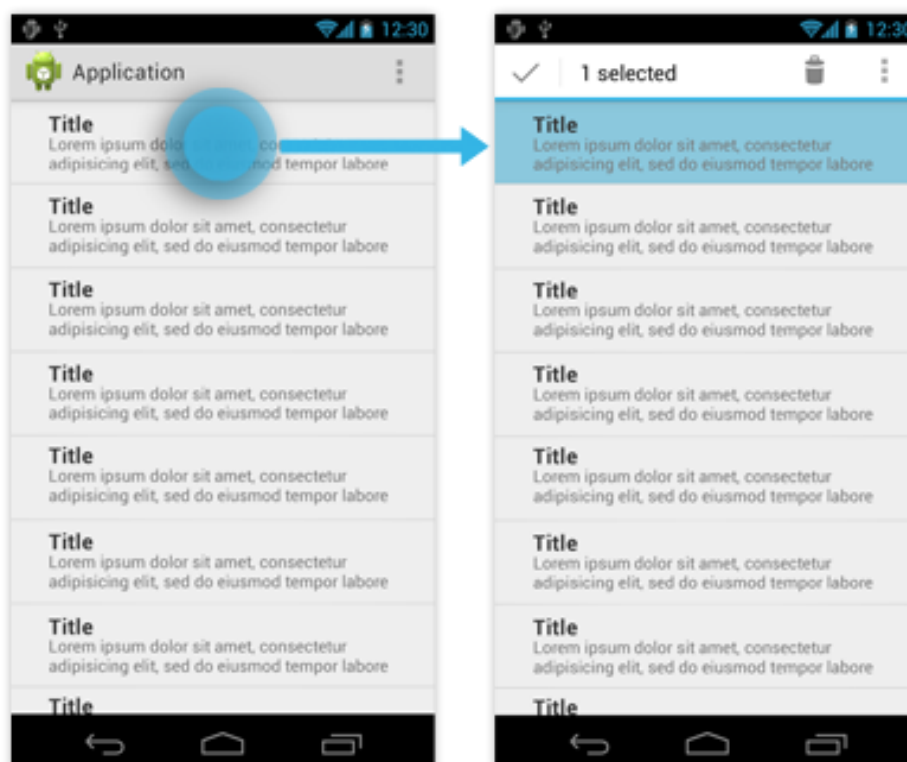 12:30
Application
Title
Lorem ipsum dolor sit amet, consectetur
adipisicing elit, sed do eiusmod tempor labore
Title
Lorem ipsum dolor sit amet, consectetur
adipisicing elit, sed do eiusmod tempor labore
Title
Lorem ipsum dolor sit amet, consectetur
adipisicing elit, sed do eiusmod tempor labore
Title
Lorem ipsum dolor sit amet, consectetur
adipisicing elit, sed do eiusmod tempor labore
Title
Lorem ipsum dolor sit amet, consectetur
adipisicing elit, sed do eiusmod tempor labore
Title
Lorem ipsum dolor sit amet, consectetur
adipisicing elit, sed do eiusmod tempor labore
Title
Lorem ipsum dolor sit amet, consectetur
adipisicing elit, sed do eiusmod tempor labore
Title
12:30
1 selected
Title
Lorem ipsum dolor sit amet, consectetur
adipisicing elit, sed do eiusmod tempor labore
Title
Lorem ipsum dolor sit amet, consectetur
adipisicing elit, sed do eiusmod tempor labore
Title
Lorem ipsum dolor sit amet, consectetur
adipisicing elit, sed do eiusmod tempor labore
Title
Lorem ipsum dolor sit amet, consectetur
adipisicing elit, sed do eiusmod tempor labore
Title
Lorem ipsum dolor sit amet, consectetur
adipisicing elit, sed do eiusmod tempor labore
Title
Lorem ipsum dolor sit amet, consectetur
adipisicing elit, sed do eiusmod tempor labore
Title
Lorem ipsum dolor sit amet, consectetur
adipisicing elit, sed do eiusmod tempor labore
Title